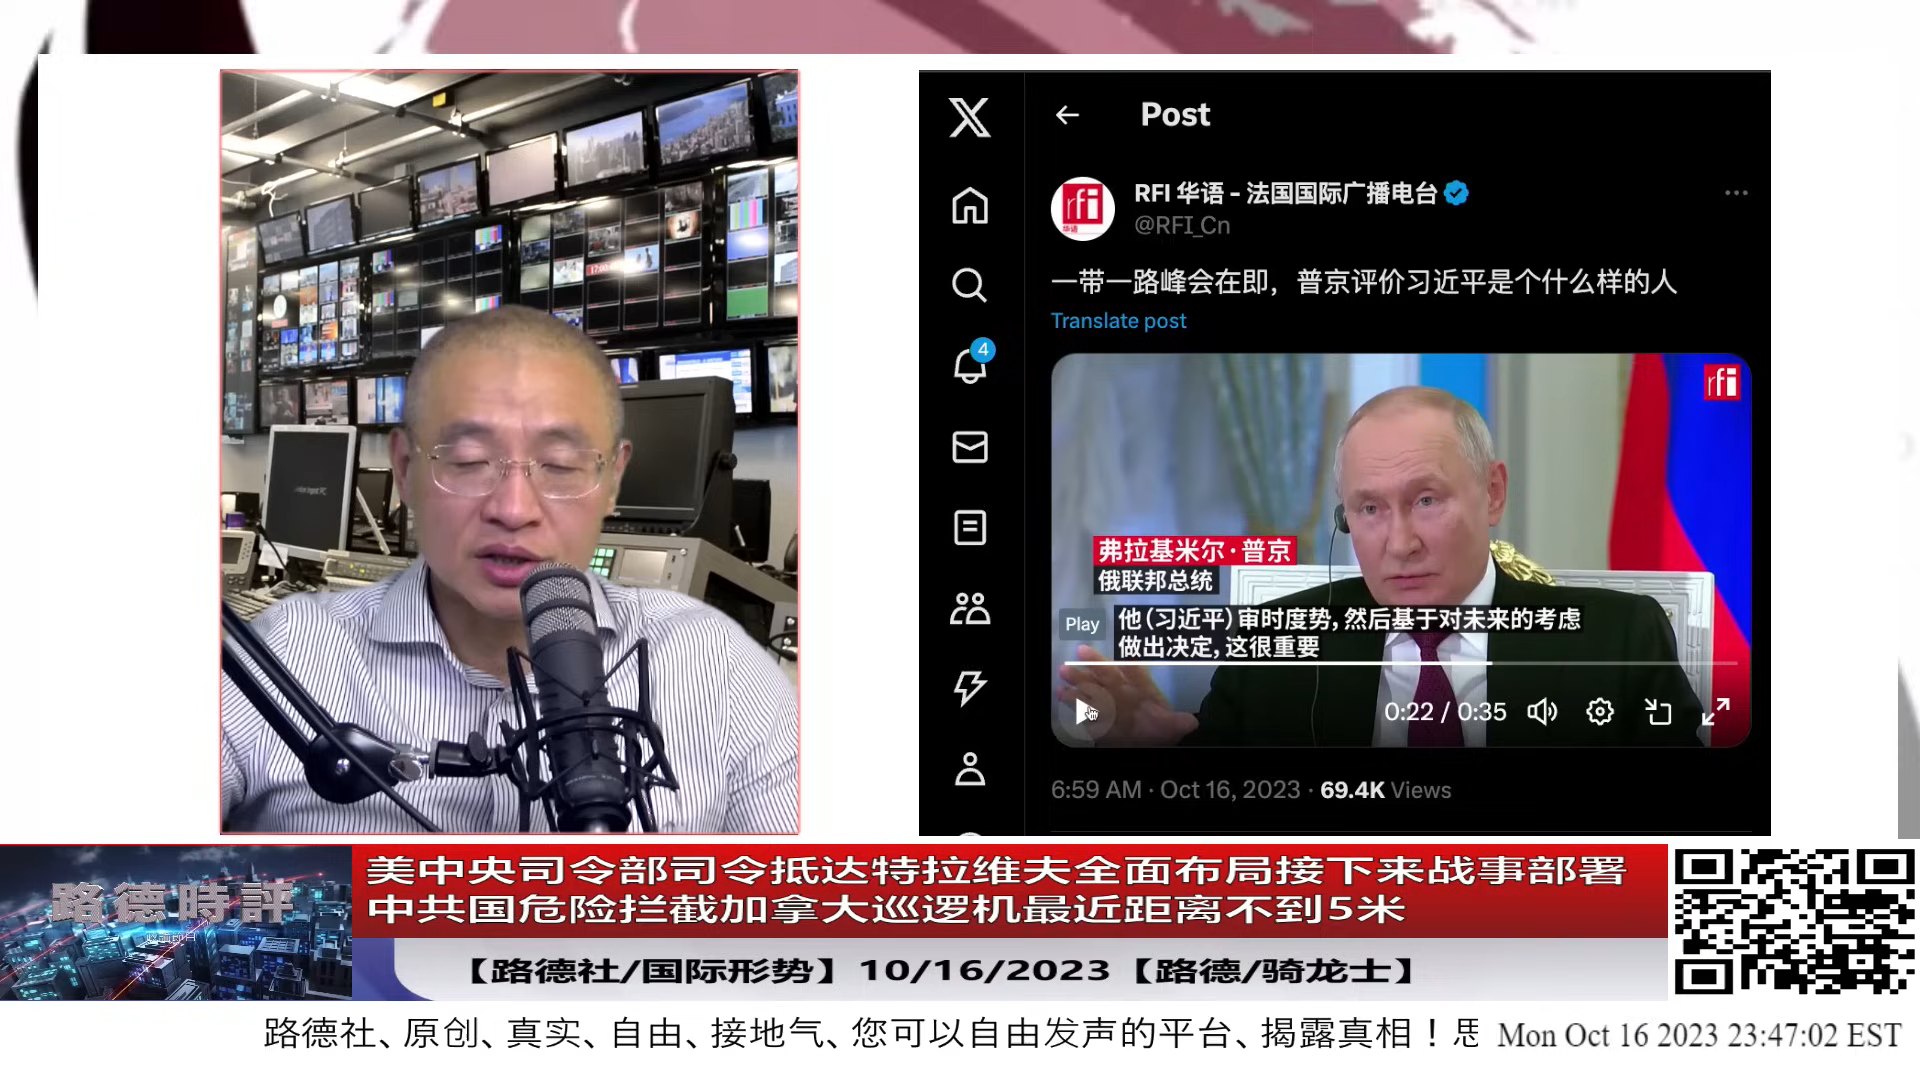 Post
RFI 华语 - 法国国际广播电台
@RFI_Cn
一带一路峰会在即，普京评价习近平是个什么样的人
Translate post
4
rfi
华语
rfi
17:00
弗拉基米尔·普京
俄联邦总统
Play
他（习近平）审时度势，然后基于对未来的考虑
做出决定，这很重要
0:22 / 0:35
6:59 AM · Oct 16, 2023 · 69.4K Views
路德時評
美中央司令部司令抵达特拉维夫全面布局接下来战事部署
中共国危险拦截加拿大巡逻机最近距离不到5米
【路德社/国际形势】10/16/2023【路德/骑龙士】
路德社、原创、真实、自由、接地气、您可以自由发声的平台、揭露真相！思
Mon Oct 16 2023 23:47:02 EST